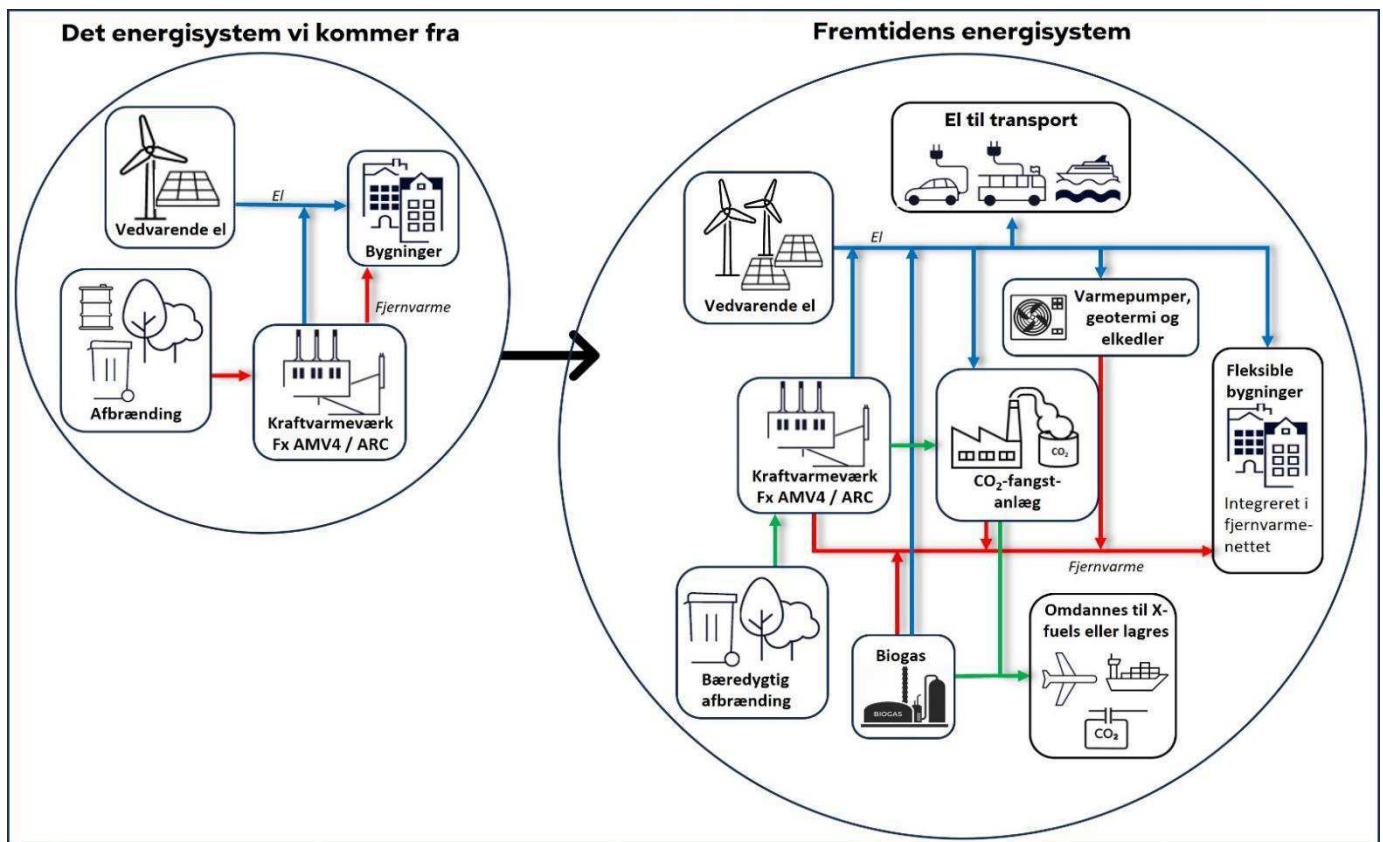 Det energisystem vi kommer fra
Vedvarende el
El
Bygninger
Fjernvarme
Afbrænding
Kraftvarmeværk
Fx AMV4 / ARC
Fremtidens energisystem
El til transport
El
Vedvarende el
Varmepumper,
geotermi og
elkedler
Kraftvarmeværk
Fx AMV4 / ARC
CO₂
CO₂-fangst-
anlæg
Fleksible
bygninger
Integreret i
fjernvarme-
nettet
Fjernvarme
Bæredygtig
afbrænding
Biogas
BIOGAS
Omdannes til X-
fuels eller lagres
CO₂